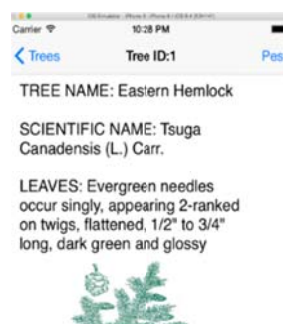 Carrier 10:28 PM
Trees Tree ID:1 Pes
TREE NAME: Eastern Hemlock
SCIENTIFIC NAME: Tsuga
Canadensis (L.) Carr.
LEAVES: Evergreen needles
occur singly, appearing 2-ranked
on twigs, flattened, 1/2" to 3/4"
long, dark green and glossy